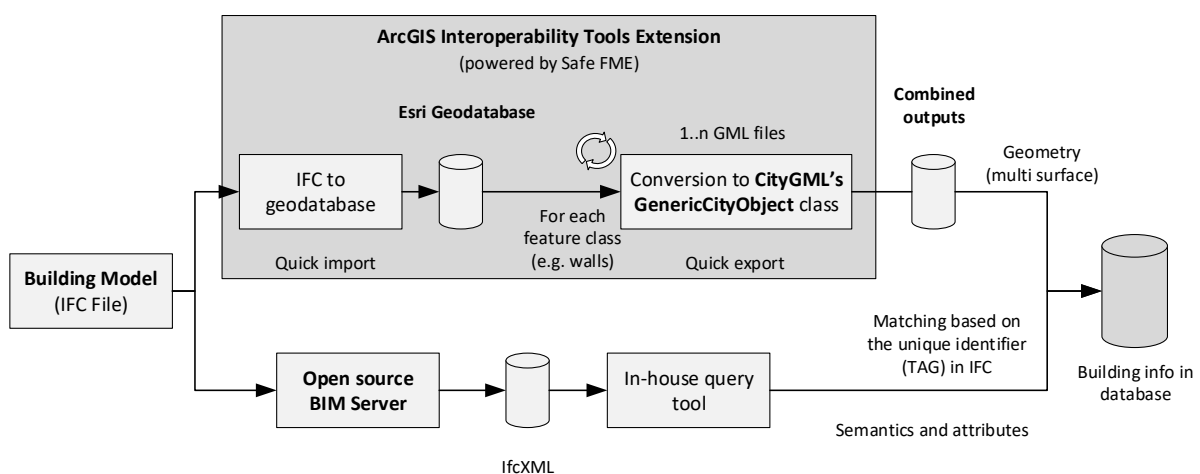 ArcGIS Interoperability Tools Extension
(powered by Safe FME)
Esri Geodatabase
1..n GML files
Combined
outputs
IFC to
geodatabase
Conversion to CityGML’s
GenericCityObject class
Geometry
(multi surface)
For each
feature class
(e.g. walls)
Quick import
Quick export
Building Model
(IFC File)
Matching based on
the unique identifier
(TAG) in IFC
Building info in
database
Open source
BIM Server
In-house query
tool
Semantics and attributes
IfcXML